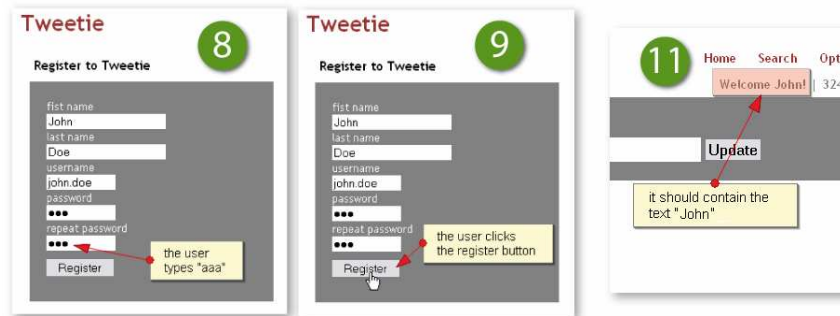 Tweetie
8
Register to Tweetie
fist name
John
last name
Doe
username
john.doe
password
●●●
repeat password
●●●
Register
the user
types "aaa"
Tweetie
9
Register to Tweetie
fist name
John
last name
Doe
username
john.doe
password
●●●
repeat password
●●●
Register
the user clicks
the register button
11
Home Search Opt
Welcome John! | 324
Update
it should contain the
text "John"